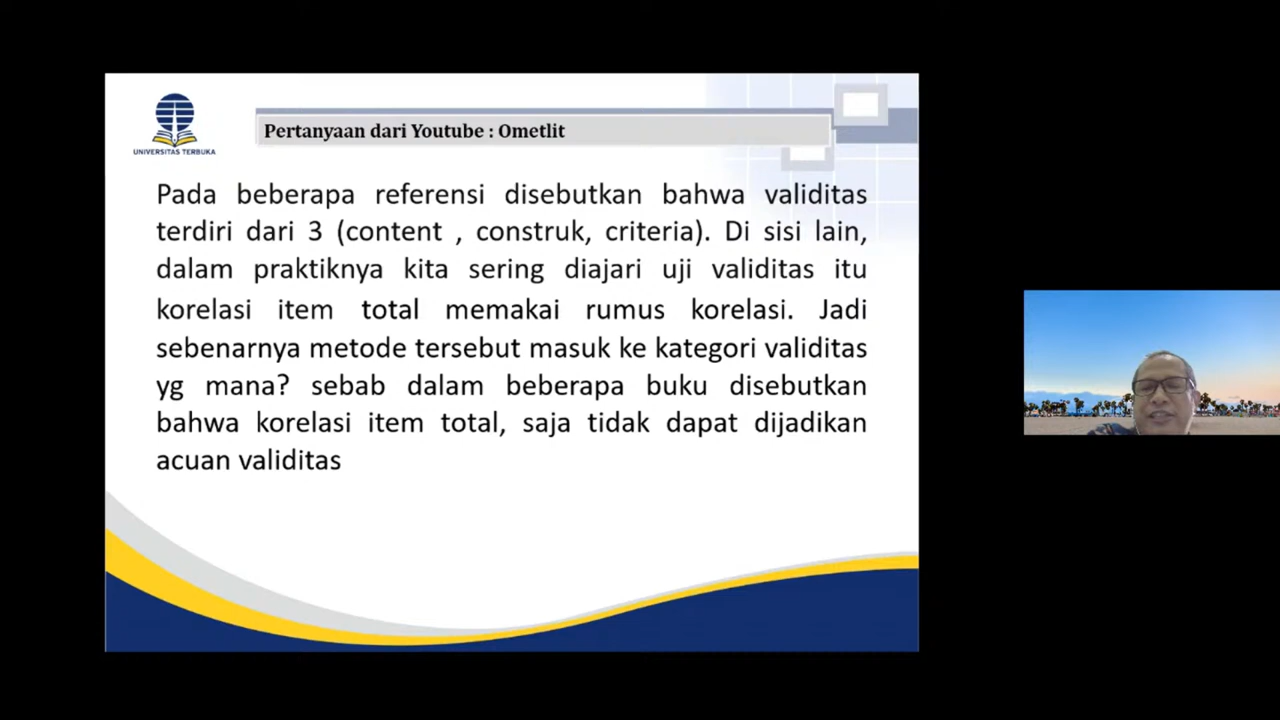 UNIVERSITAS TERBUKA
Pertanyaan dari Youtube : Ometlit
Pada beberapa referensi disebutkan bahwa validitas
terdiri dari 3 (content , construk, criteria). Di sisi lain,
dalam praktiknya kita sering diajari uji validitas itu
korelasi item total memakai rumus korelasi. Jadi
sebenarnya metode tersebut masuk ke kategori validitas
yg mana? sebab dalam beberapa buku disebutkan
bahwa korelasi item total, saja tidak dapat dijadikan
acuan validitas